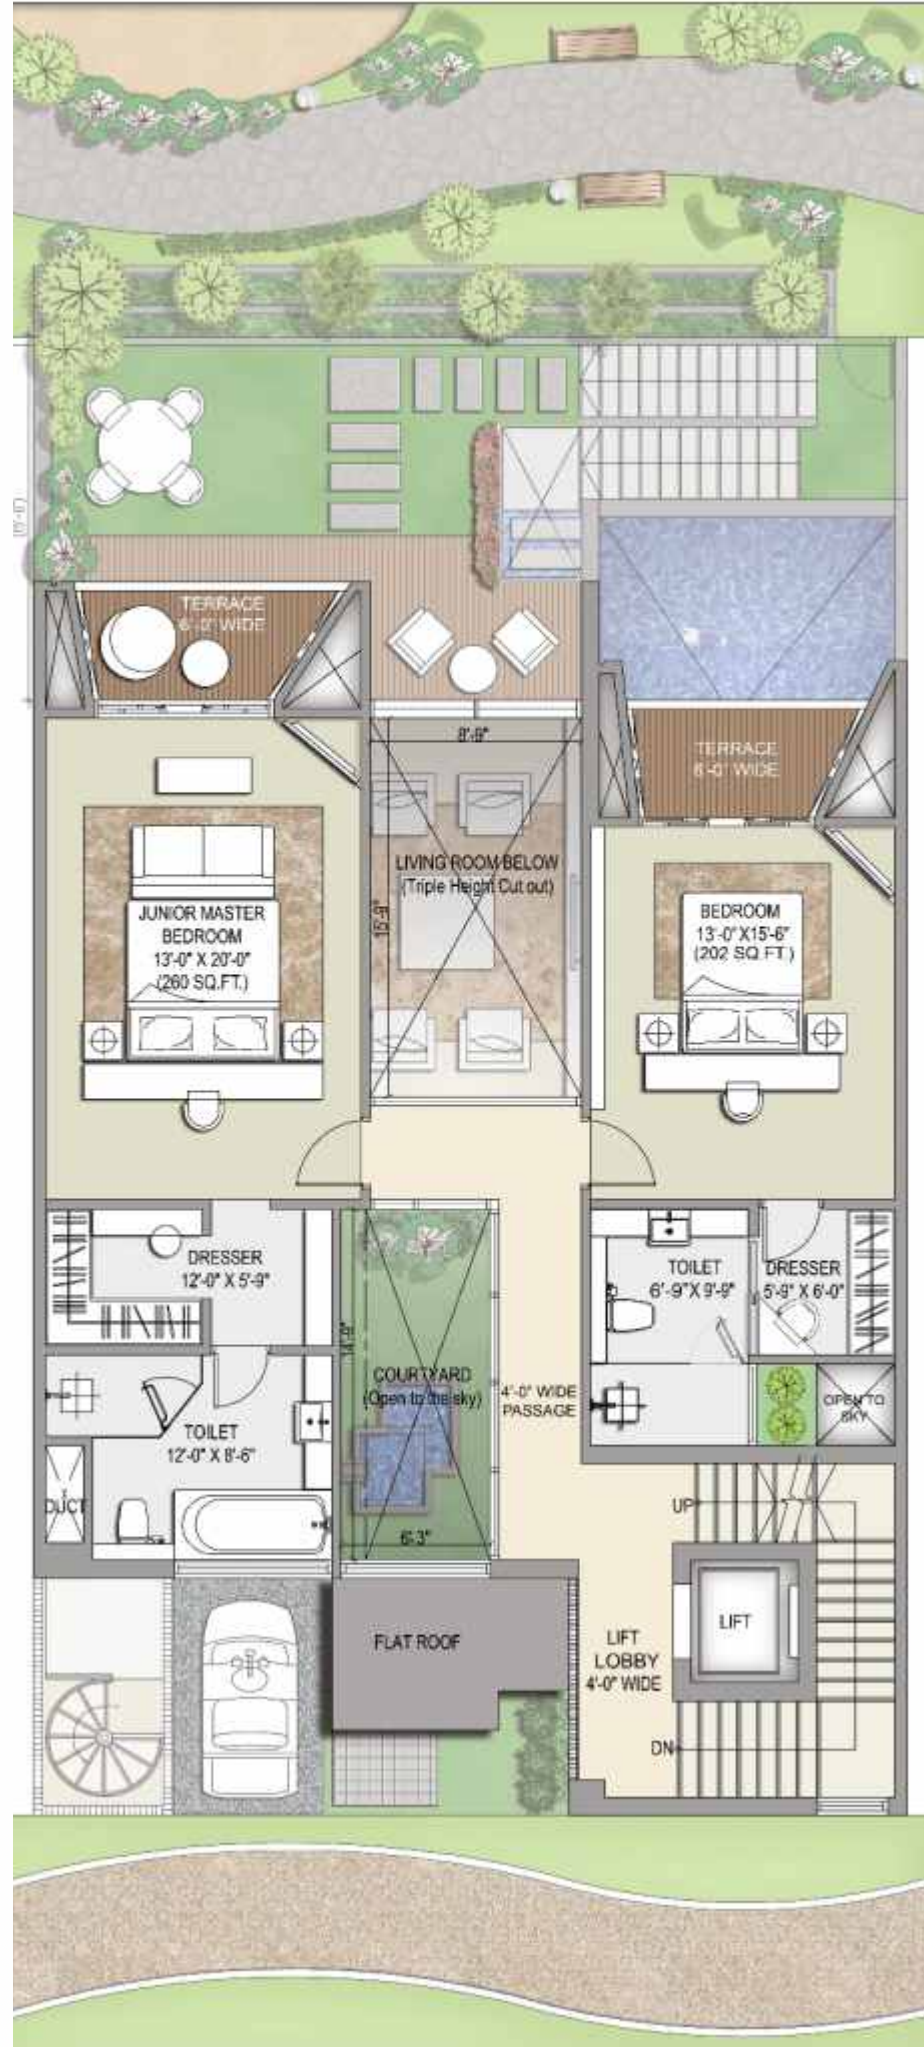 TERRACE
6'-0" WIDE
8'-9"
TERRACE
6'-0" WIDE
LIVING ROOM BELOW
(Triple Height Cut out)
15'-9"
JUNIOR MASTER
BEDROOM
13'-0" X 20'-0"
(260 SQ.FT.)
BEDROOM
13'-0"X15'-6"
(202 SQ.FT.)
DRESSER
12'-0" X 5'-9"
TOILET
6'-9"X 9'-9"
DRESSER
5'-9" X 6'-0"
14'-9"
COURTYARD
(Open to the sky)
4'-0" WIDE
PASSAGE
OPEN TO
SKY
TOILET
12'-0" X 8'-6"
DUCT
UP
6'-3"
FLAT ROOF
LIFT
LIFT
LOBBY
4'-0" WIDE
DN